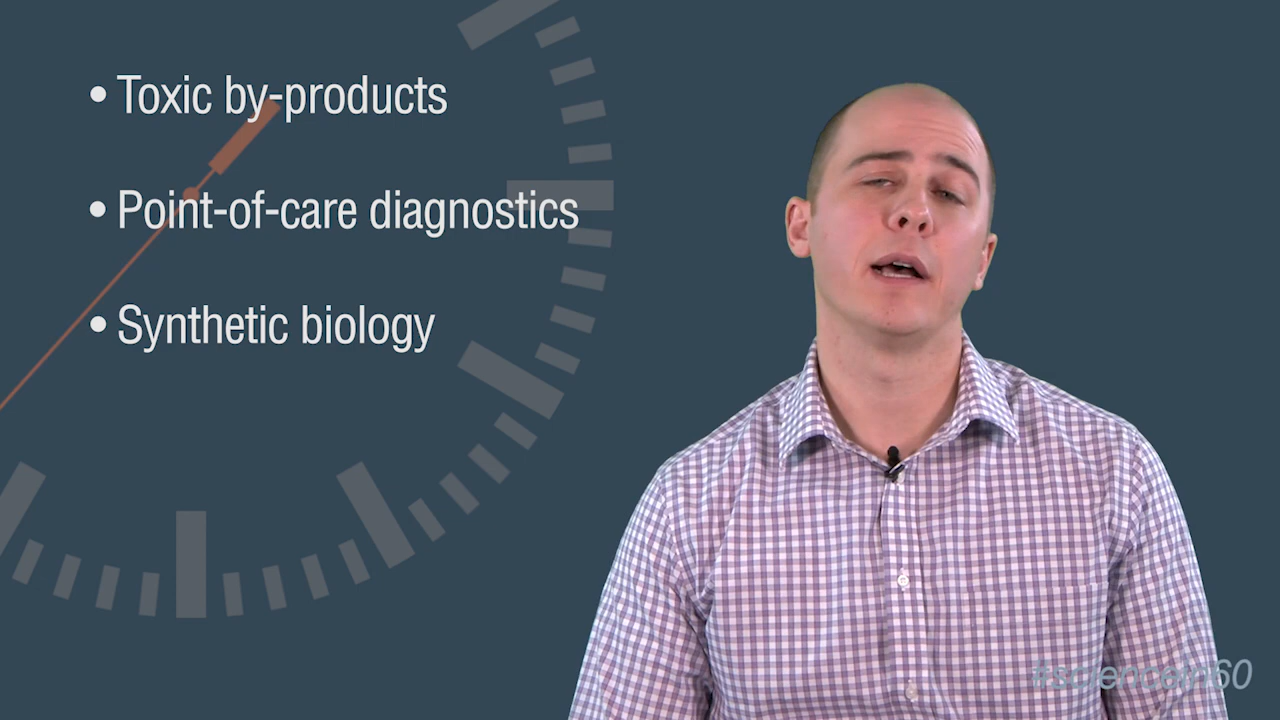 • Toxic by-products
• Point-of-care diagnostics
• Synthetic biology
#sciencein60